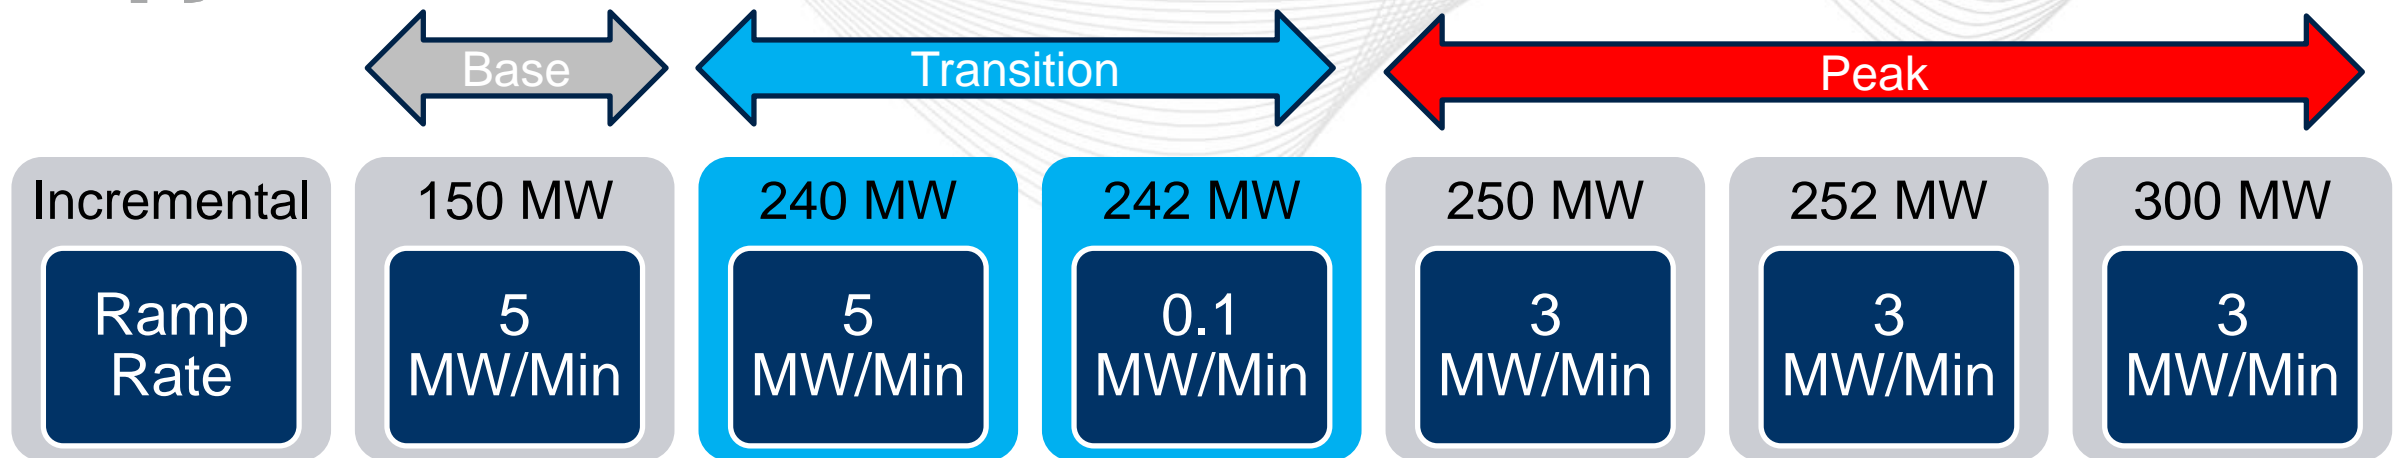 Base
Transition
Peak
Incremental
Ramp
Rate
150 MW
5
MW/Min
240 MW
5
MW/Min
242 MW
0.1
MW/Min
250 MW
3
MW/Min
252 MW
3
MW/Min
300 MW
3
MW/Min